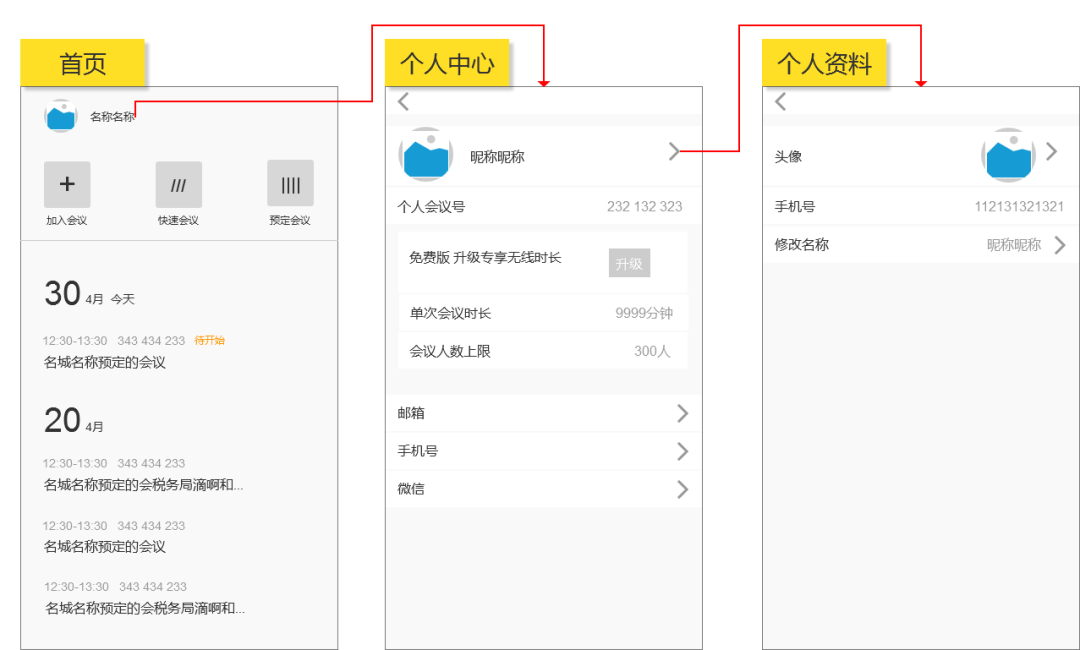 首页
名称名称
+
加入会议
///
快速会议
||||
预定会议
30 4月 今天
12:30-13:30 343 434 233 待开始
名城名称预定的会议
20 4月
12:30-13:30 343 434 233
名城名称预定的会税务局滴啊和...
12:30-13:30 343 434 233
名城名称预定的会议
12:30-13:30 343 434 233
名城名称预定的会税务局滴啊和...
个人中心
昵称昵称
个人会议号 232 132 323
免费版 升级专享无线时长 升级
单次会议时长 9999分钟
会议人数上限 300人
邮箱
手机号
微信
个人资料
头像
手机号 112131321321
修改名称 昵称昵称